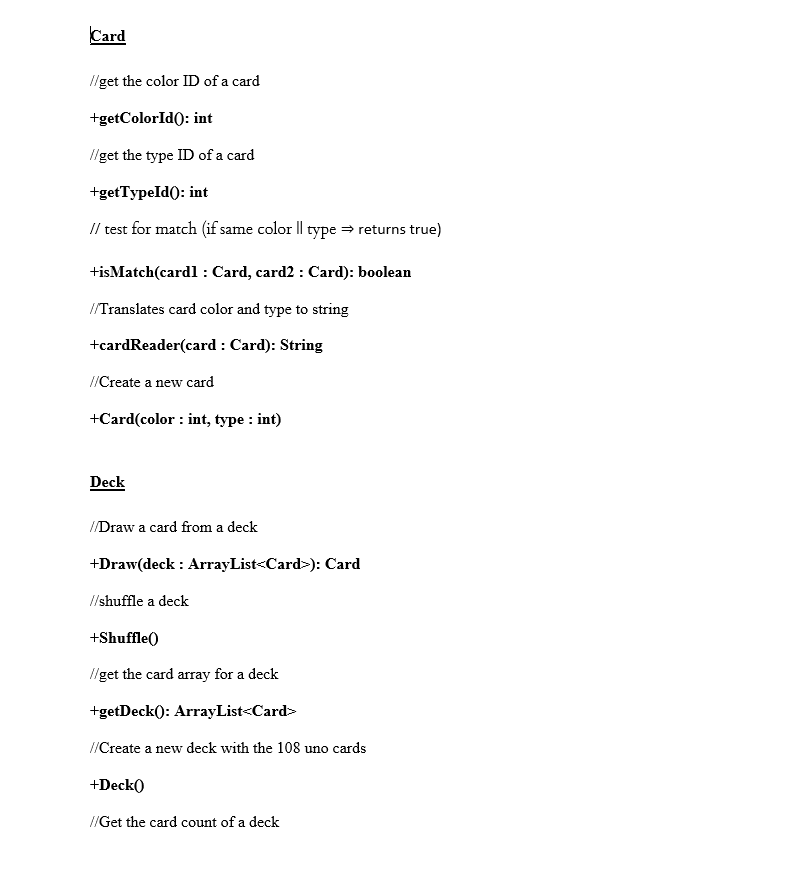 Card
//get the color ID of a card
+getColorId(): int
//get the type ID of a card
+getTypeId(): int
// test for match (if same color || type ⇒ returns true)
+isMatch(card1 : Card, card2 : Card): boolean
//Translates card color and type to string
+cardReader(card : Card): String
//Create a new card
+Card(color : int, type : int)
Deck
//Draw a card from a deck
+Draw(deck : ArrayList<Card>): Card
//shuffle a deck
+Shuffle()
//get the card array for a deck
+getDeck(): ArrayList<Card>
//Create a new deck with the 108 uno cards
+Deck()
//Get the card count of a deck